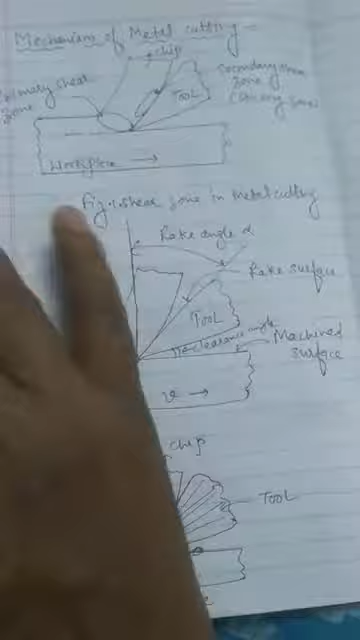 Mechanism of Metal cutting -
chip
Primary shear
zone
Secondary shear
zone
Tool
Workpiece
Fig. shear zone in metal cutting
Rake angle α
Rake surface
Tool
clearance angle
Machined
surface
v
chip
Tool